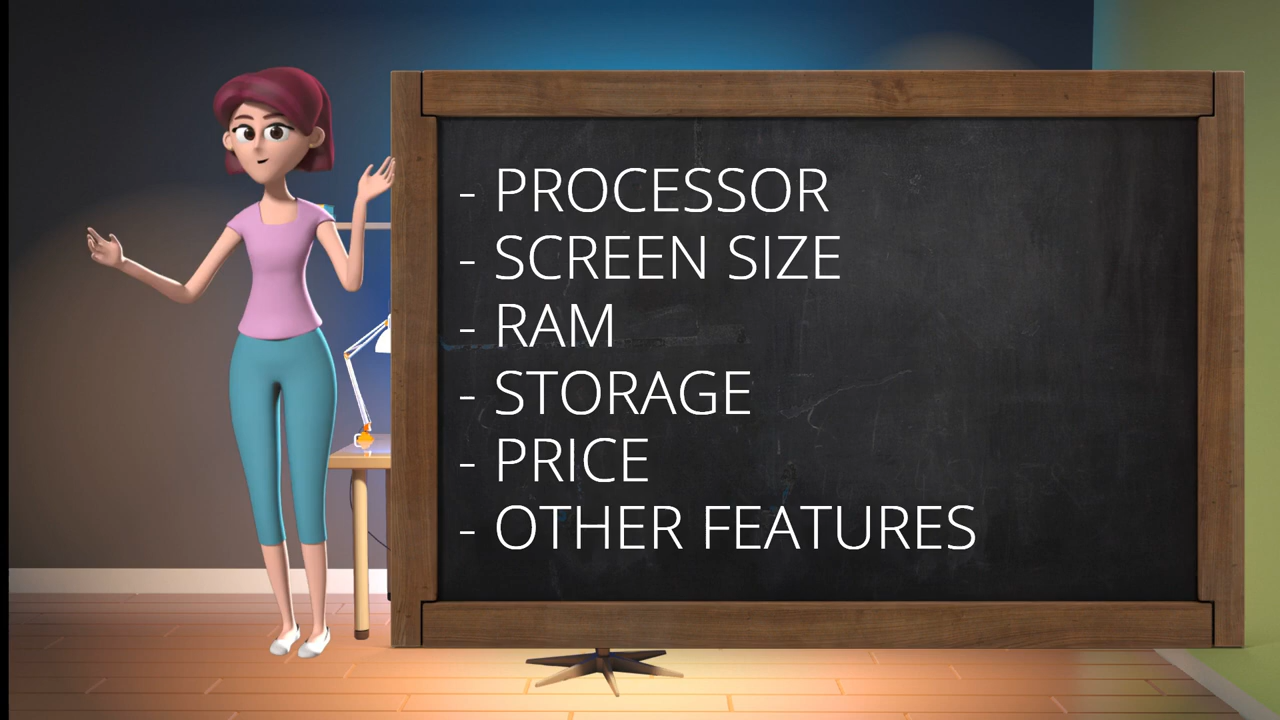 - PROCESSOR
- SCREEN SIZE
- RAM
- STORAGE
- PRICE
- OTHER FEATURES